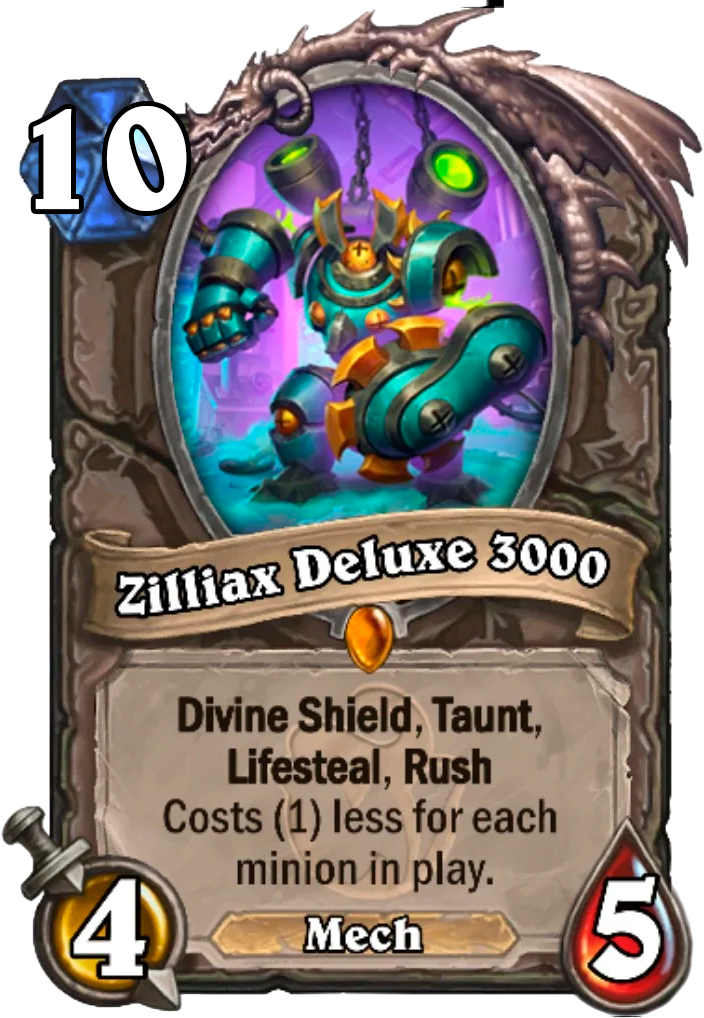 10
Zilliax Deluxe 3000
Divine Shield, Taunt,
Lifesteal, Rush
Costs (1) less for each
minion in play.
4
Mech
5